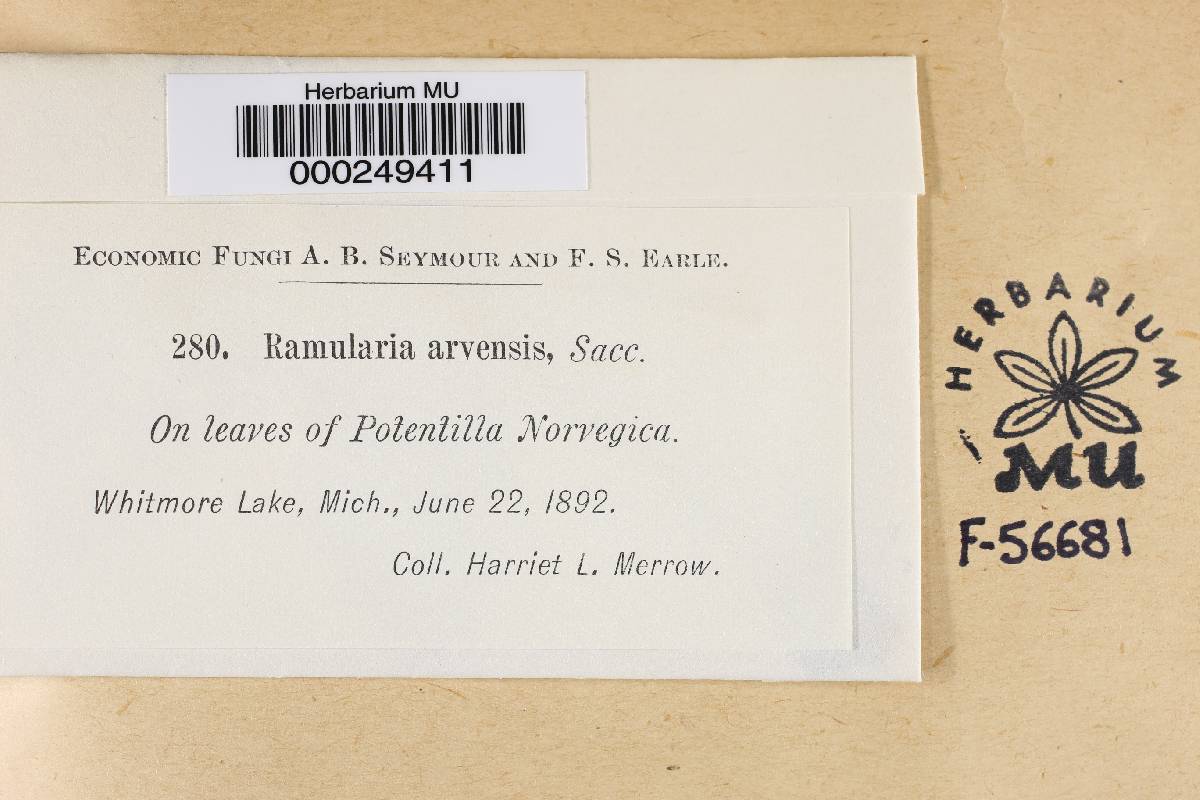 Herbarium MU
000249411
Economic Fungi A. B. Seymour and F. S. Earle.
280. Ramularia arvensis, Sacc.
On leaves of Potentilla Norvegica.
Whitmore Lake, Mich., June 22, 1892.
Coll. Harriet L. Merrow.
HERBARIUM
MU
F-56681